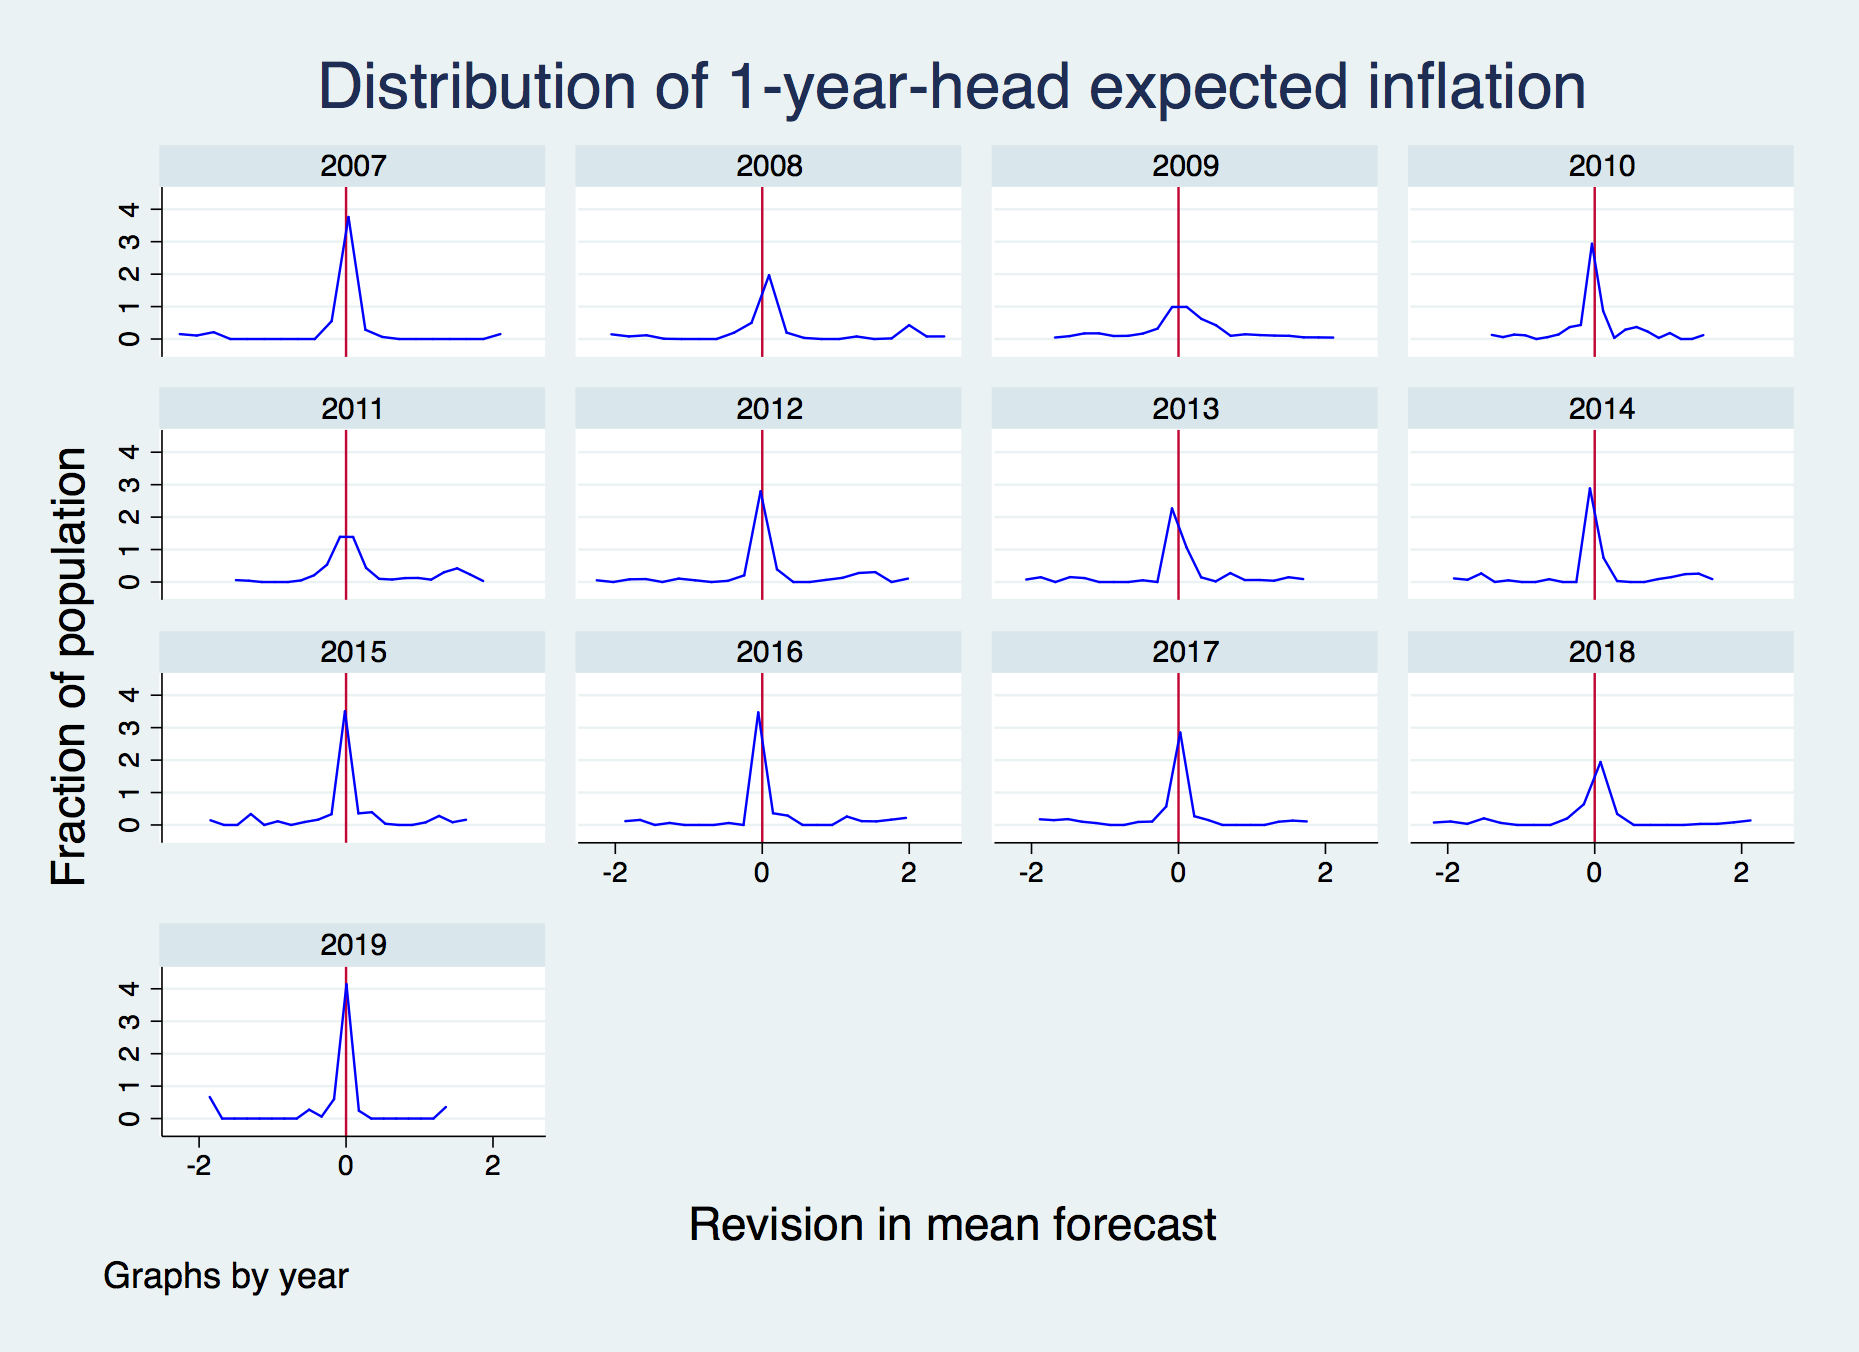 Distribution of 1-year-head expected inflation
2007 2008 2009 2010
4
3
2
1
0
2011 2012 2013 2014
4
3
2
1
0
Fraction of population
2015 2016 2017 2018
4
3
2
1
0
-2 0 2 -2 0 2 -2 0 2
2019
4
3
2
1
0
-2 0 2
Revision in mean forecast
Graphs by year